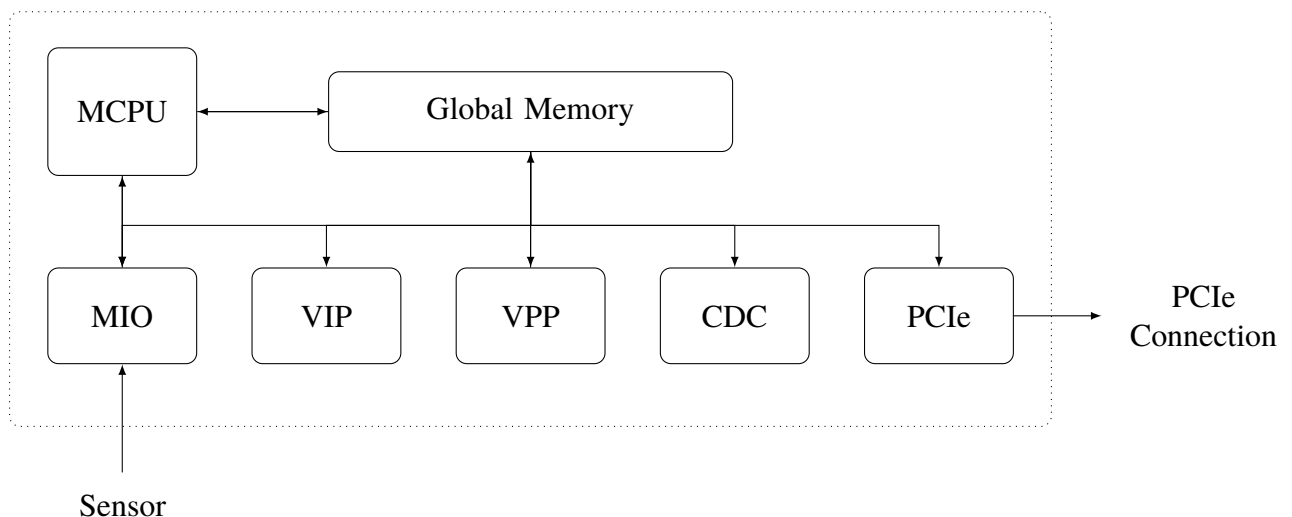 MCPU
Global Memory
MIO
VIP
VPP
CDC
PCIe
PCIe
Connection
Sensor